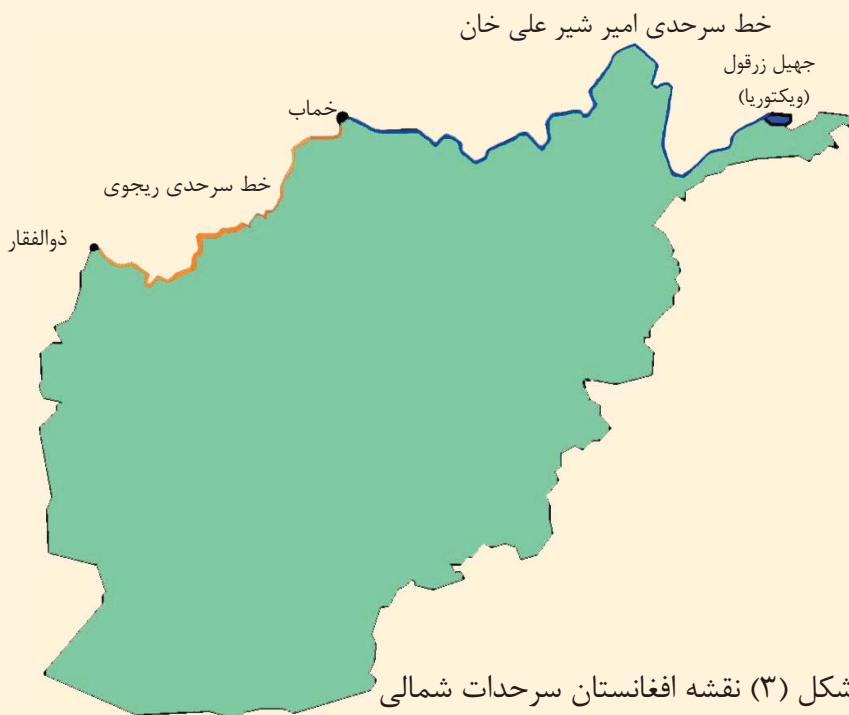 خط سرحدی امیر شیر علی خان
جهیل زرقول
(ویکتوریا)
خماب
خط سرحدی ریجوی
ذوالفقار
شکل (۳) نقشه افغانستان سرحدات شمالی